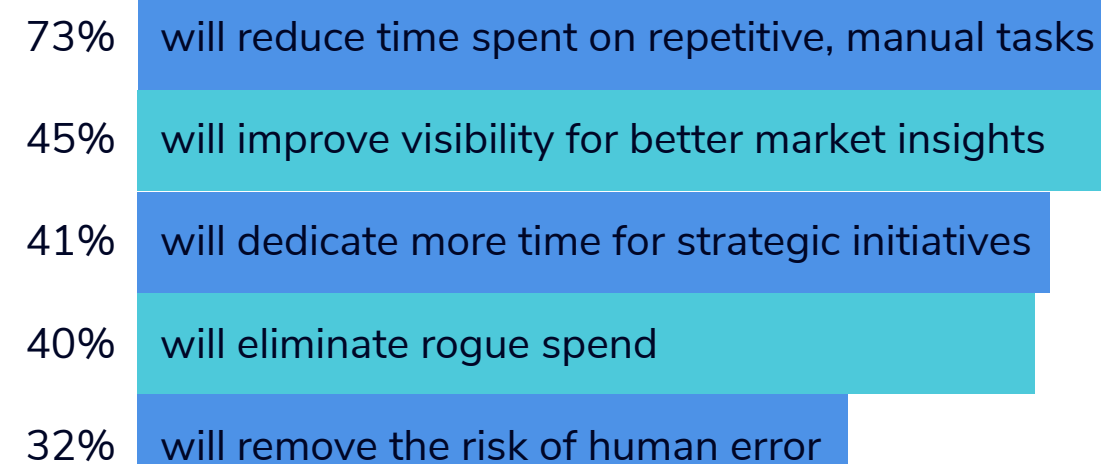 73% will reduce time spent on repetitive, manual tasks
45% will improve visibility for better market insights
41% will dedicate more time for strategic initiatives
40% will eliminate rogue spend
32% will remove the risk of human error